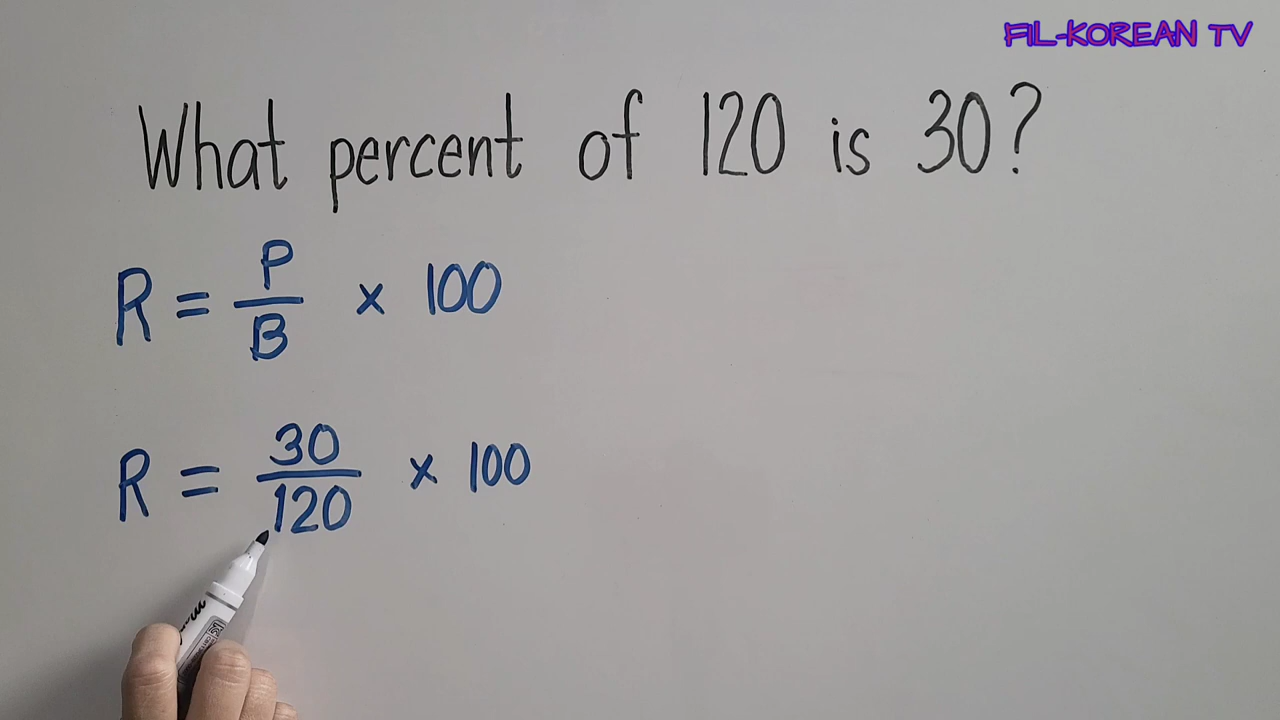 FIL-KOREAN TV
What percent of 120 is 30?
R = P/B × 100
R = 30/120 × 100